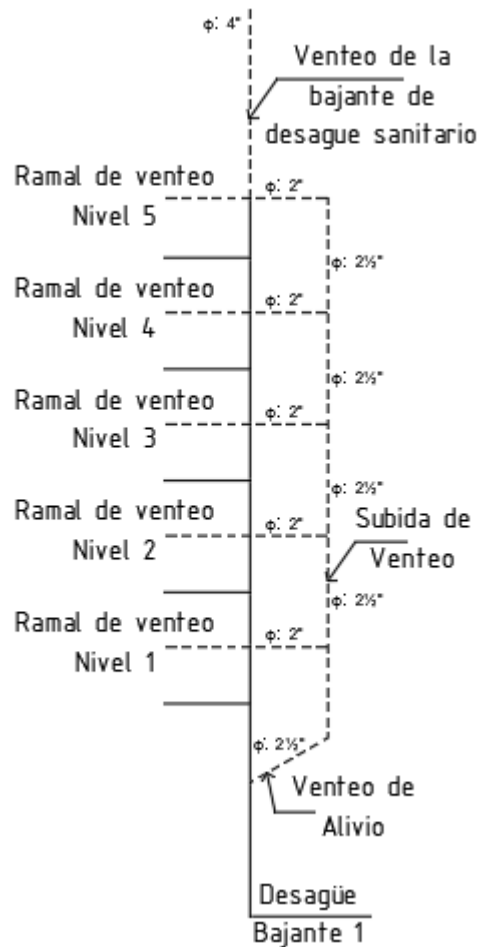 φ: 4"
Venteo de la
bajante de
desague sanitario
Ramal de venteo
Nivel 5
φ: 2"
φ: 2½"
Ramal de venteo
Nivel 4
φ: 2"
φ: 2½"
Ramal de venteo
Nivel 3
φ: 2"
φ: 2½"
Ramal de venteo
Nivel 2
φ: 2"
Subida de
Venteo
φ: 2½"
Ramal de venteo
Nivel 1
φ: 2"
φ: 2½"
Venteo de
Alivio
Desagüe
Bajante 1